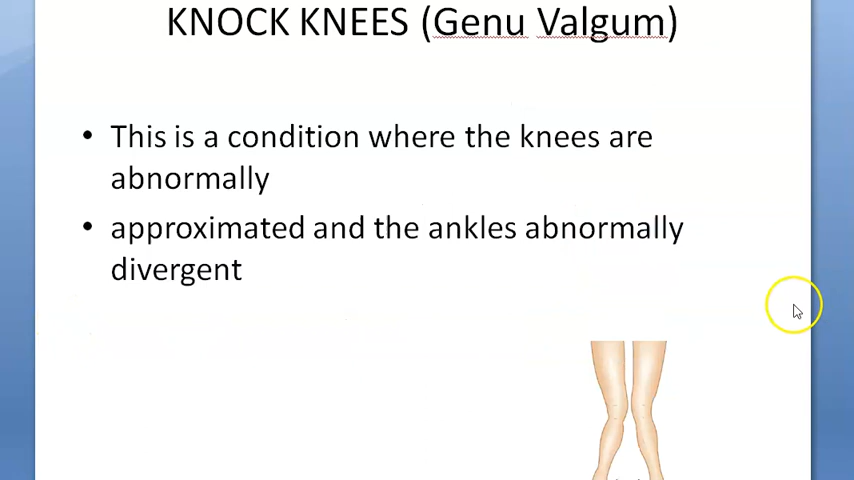 KNOCK KNEES (Genu Valgum)
• This is a condition where the knees are
abnormally
• approximated and the ankles abnormally
divergent